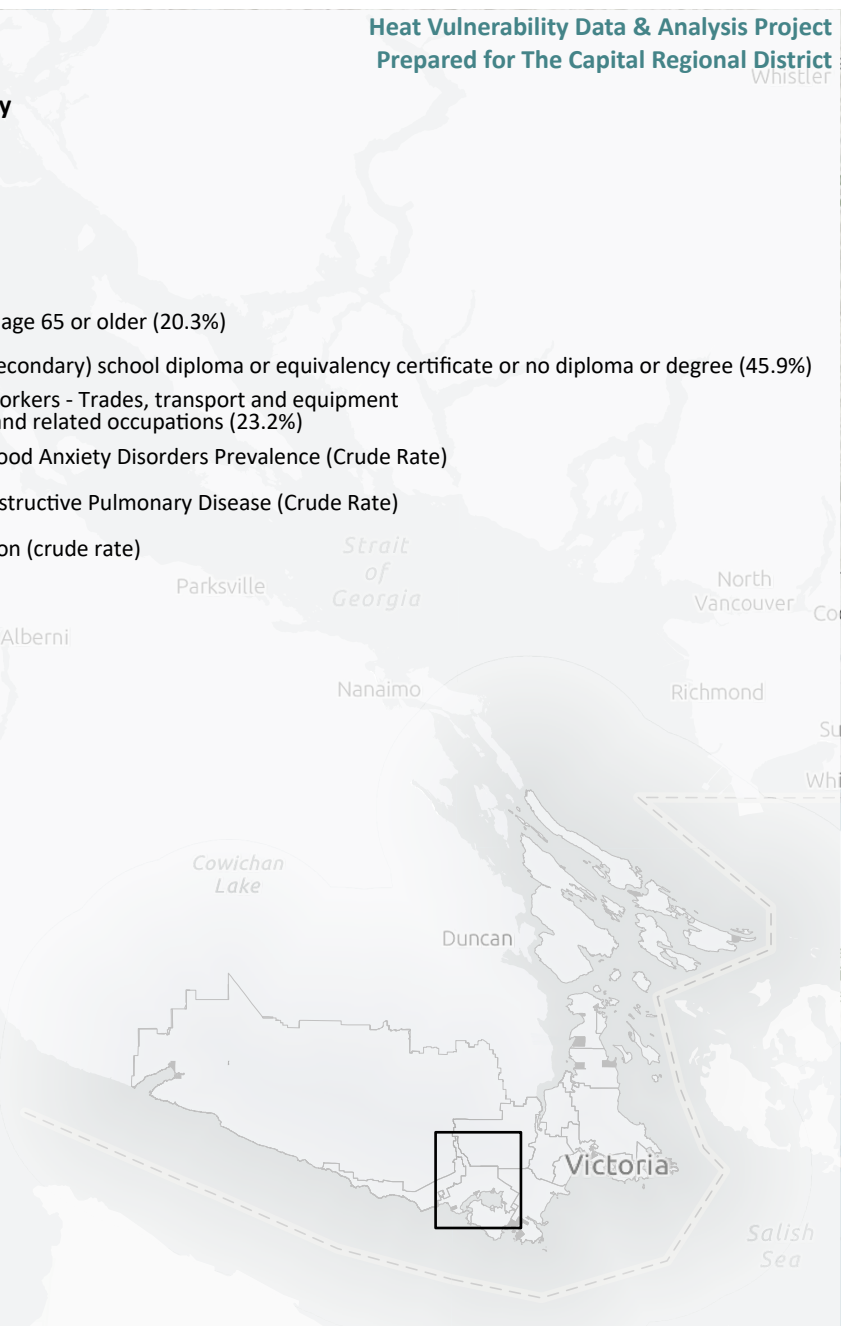 Heat Vulnerability Data & Analysis Project
Prepared for The Capital Regional District
Whistler
y
age 65 or older (20.3%)
econdary) school diploma or equivalency certificate or no diploma or degree (45.9%)
orkers - Trades, transport and equipment
nd related occupations (23.2%)
ood Anxiety Disorders Prevalence (Crude Rate)
structive Pulmonary Disease (Crude Rate)
on (crude rate)
Strait
of
Georgia
Parksville
North
Vancouver
Co
Alberni
Nanaimo
Richmond
Su
Whi
Cowichan
Lake
Duncan
Victoria
Salish
Sea